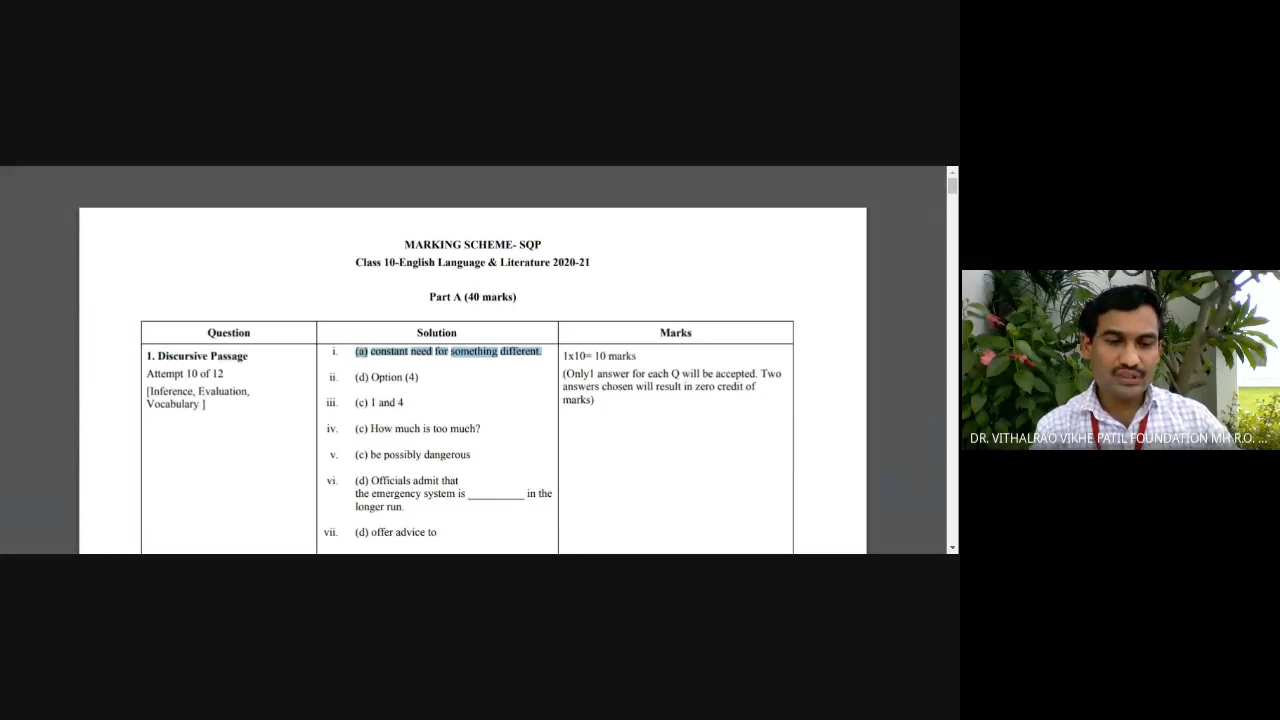 MARKING SCHEME- SQP
Class 10-English Language & Literature 2020-21
Part A (40 marks)
Question
Solution
Marks
1. Discursive Passage
Attempt 10 of 12
[Inference, Evaluation,
Vocabulary ]
i. (a) constant need for something different.
ii. (d) Option (4)
iii. (c) 1 and 4
iv. (c) How much is too much?
v. (c) be possibly dangerous
vi. (d) Officials admit that
the emergency system is __________ in the
longer run.
vii. (d) offer advice to
1x10= 10 marks
(Only1 answer for each Q will be accepted. Two
answers chosen will result in zero credit of
marks)
DR. VITHALRAO VIKHE PATIL FOUNDATION MH R.O. ...